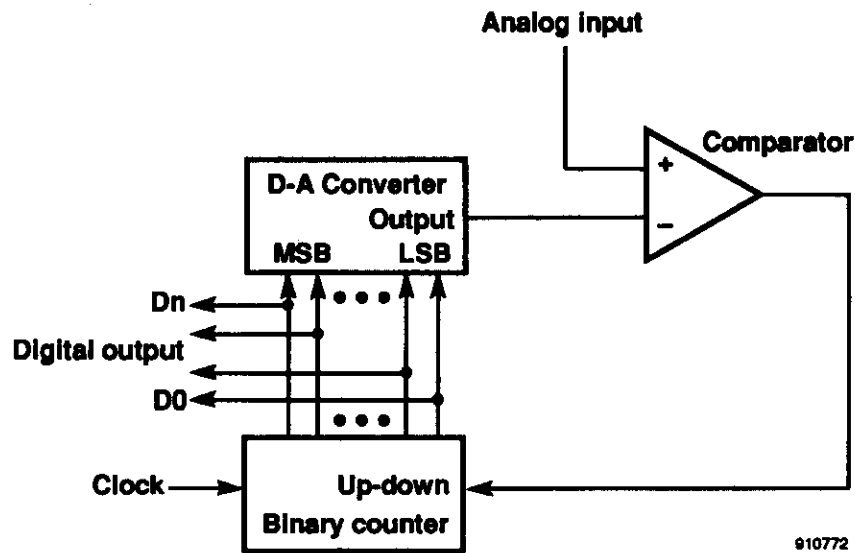 Analog input
Comparator
+
−
D-A Converter
Output
MSB LSB
Dn
Digital output
D0
Clock
Up-down
Binary counter
910772